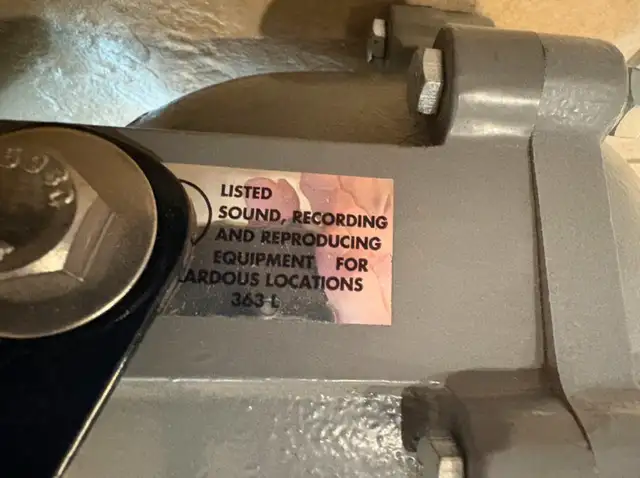 LISTED
SOUND, RECORDING
AND REPRODUCING
EQUIPMENT FOR
ARDOUS LOCATIONS
363 L